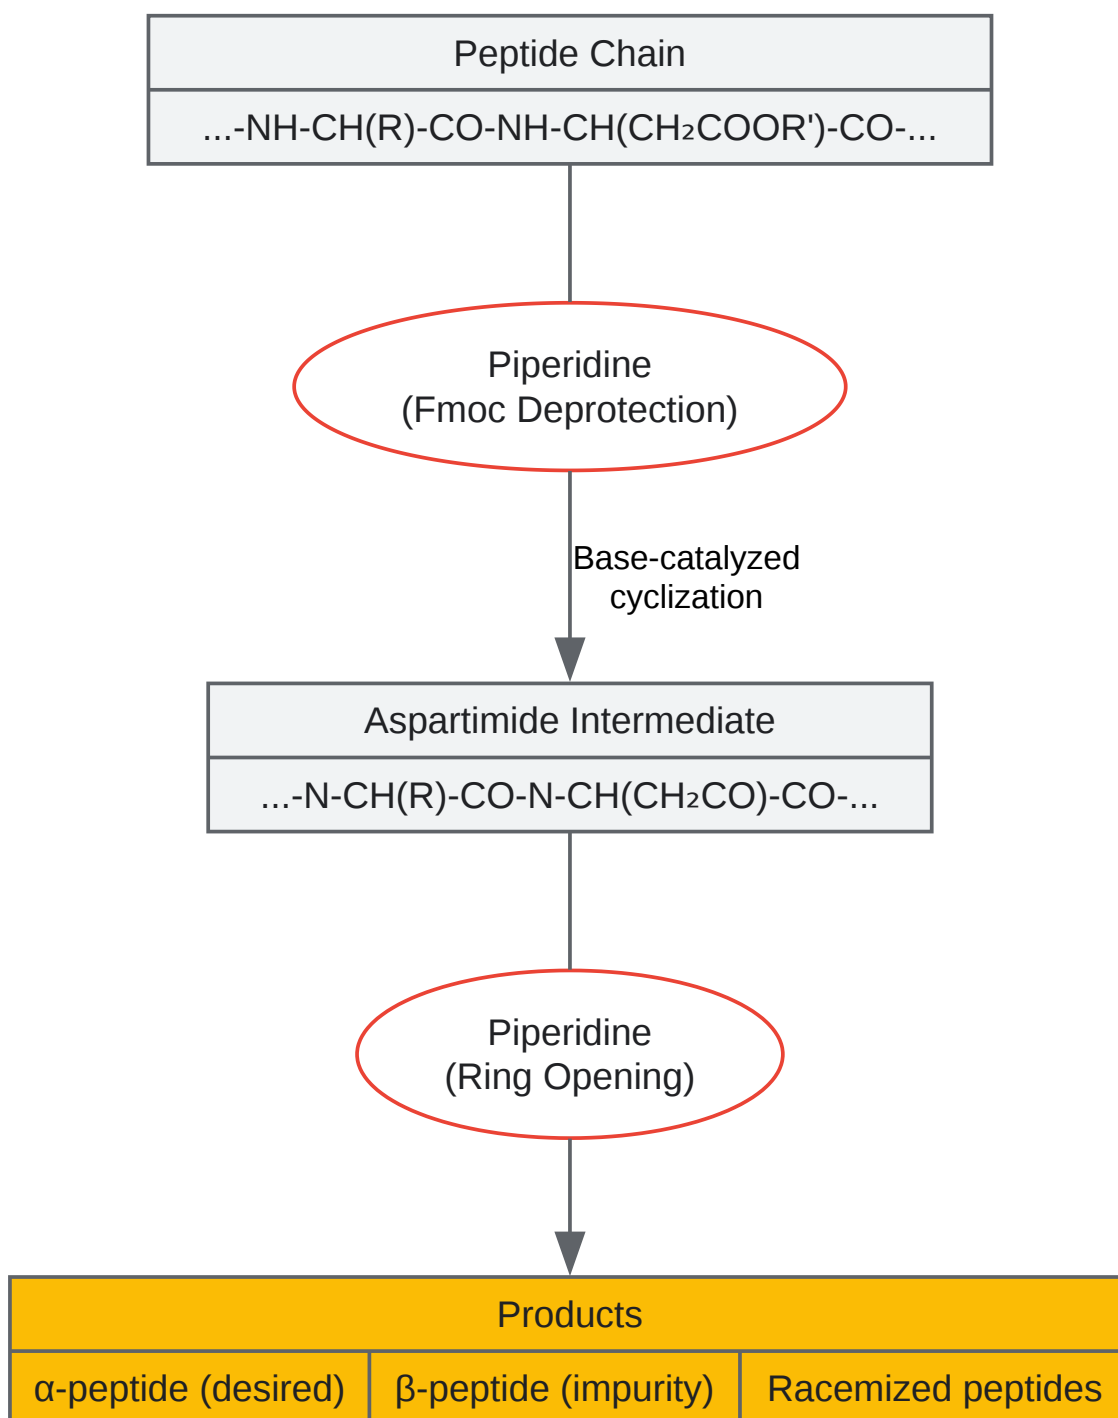 Peptide Chain
...-NH-CH(R)-CO-NH-CH(CH₂COOR')-CO-...
Piperidine
(Fmoc Deprotection)
Base-catalyzed
cyclization
Aspartimide Intermediate
...-N-CH(R)-CO-N-CH(CH₂CO)-CO-...
Piperidine
(Ring Opening)
Products
α-peptide (desired)
β-peptide (impurity)
Racemized peptides